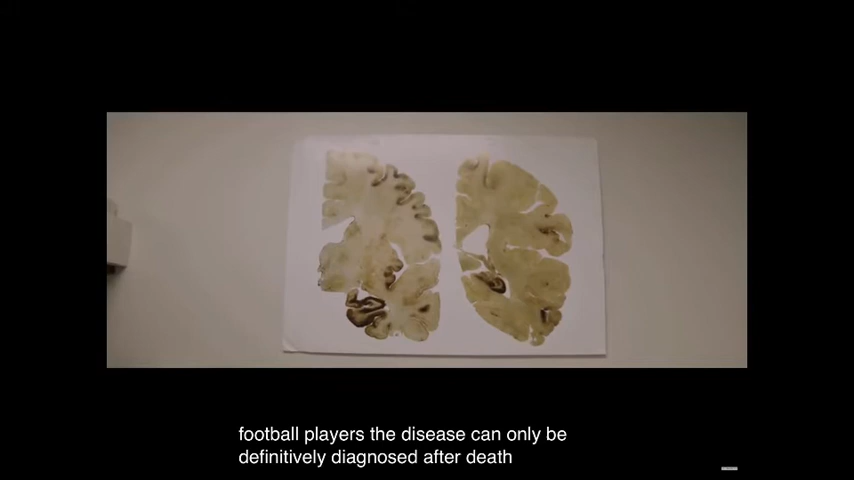 football players the disease can only be
definitively diagnosed after death